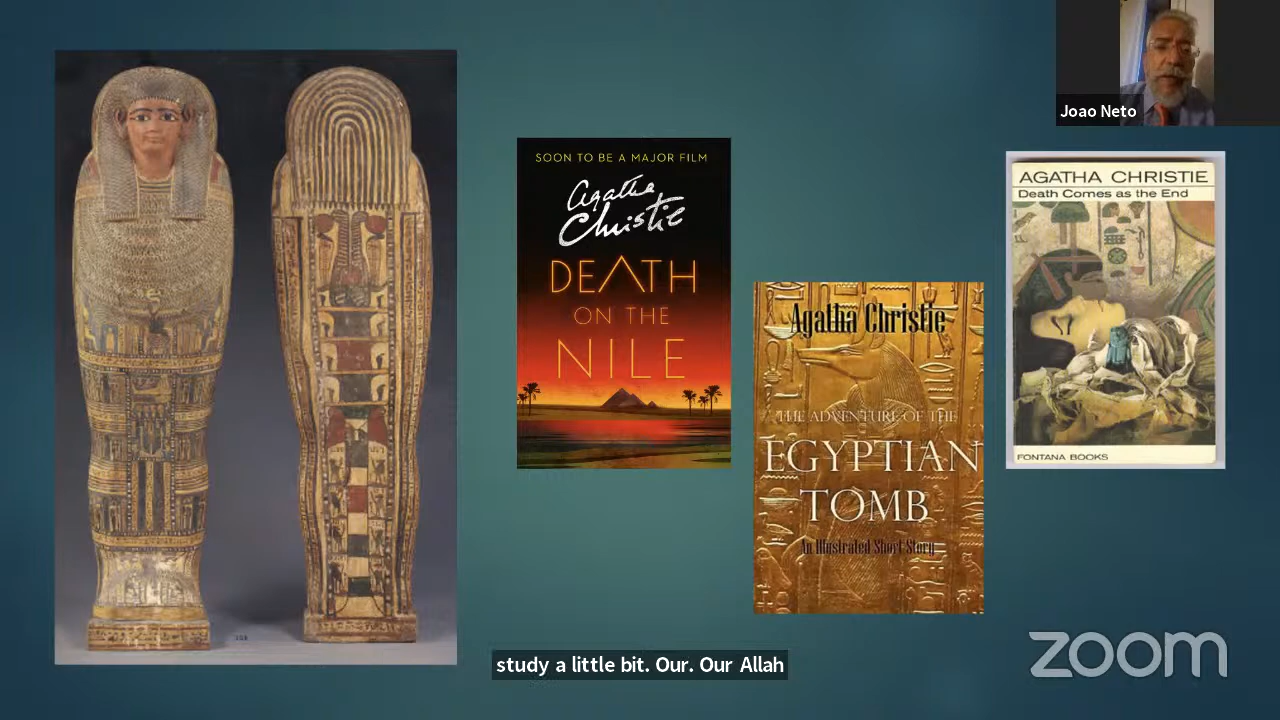 SOON TO BE A MAJOR FILM
Agatha
Christie
DEATH
ON THE
NILE
Agatha Christie
THE ADVENTURE OF THE
EGYPTIAN
TOMB
An Illustrated Short Story
Joao Neto
AGATHA CHRISTIE
Death Comes as the End
FONTANA BOOKS
study a little bit. Our. Our Allah
zoom